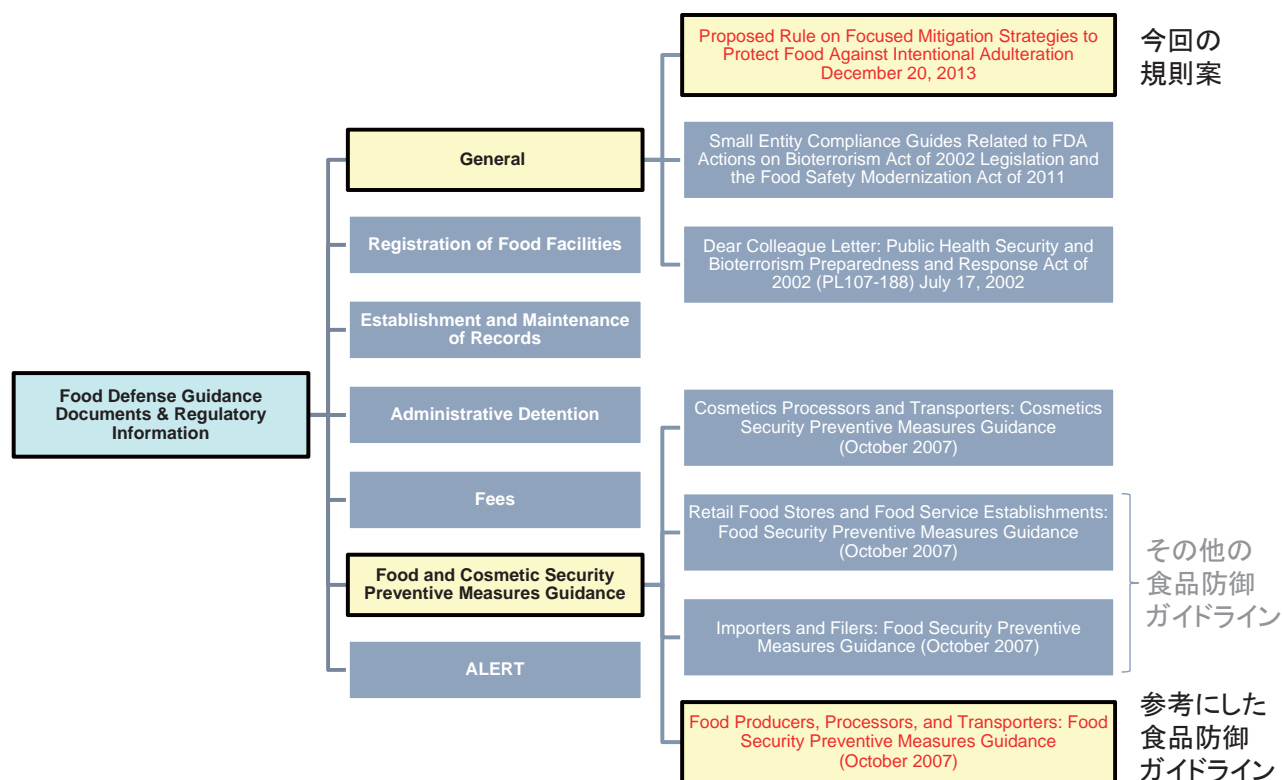 Proposed Rule on Focused Mitigation Strategies to
Protect Food Against Intentional Adulteration
December 20, 2013
今回の
規則案
General
Small Entity Compliance Guides Related to FDA
Actions on Bioterrorism Act of 2002 Legislation and
the Food Safety Modernization Act of 2011
Registration of Food Facilities
Dear Colleague Letter: Public Health Security and
Bioterrorism Preparedness and Response Act of
2002 (PL107-188) July 17, 2002
Establishment and Maintenance
of Records
Food Defense Guidance
Documents & Regulatory
Information
Administrative Detention
Cosmetics Processors and Transporters: Cosmetics
Security Preventive Measures Guidance
(October 2007)
Fees
Retail Food Stores and Food Service Establishments:
Food Security Preventive Measures Guidance
(October 2007)
その他の
食品防御
ガイドライン
Food and Cosmetic Security
Preventive Measures Guidance
Importers and Filers: Food Security Preventive
Measures Guidance (October 2007)
ALERT
Food Producers, Processors, and Transporters: Food
Security Preventive Measures Guidance
(October 2007)
参考にした
食品防御
ガイドライン